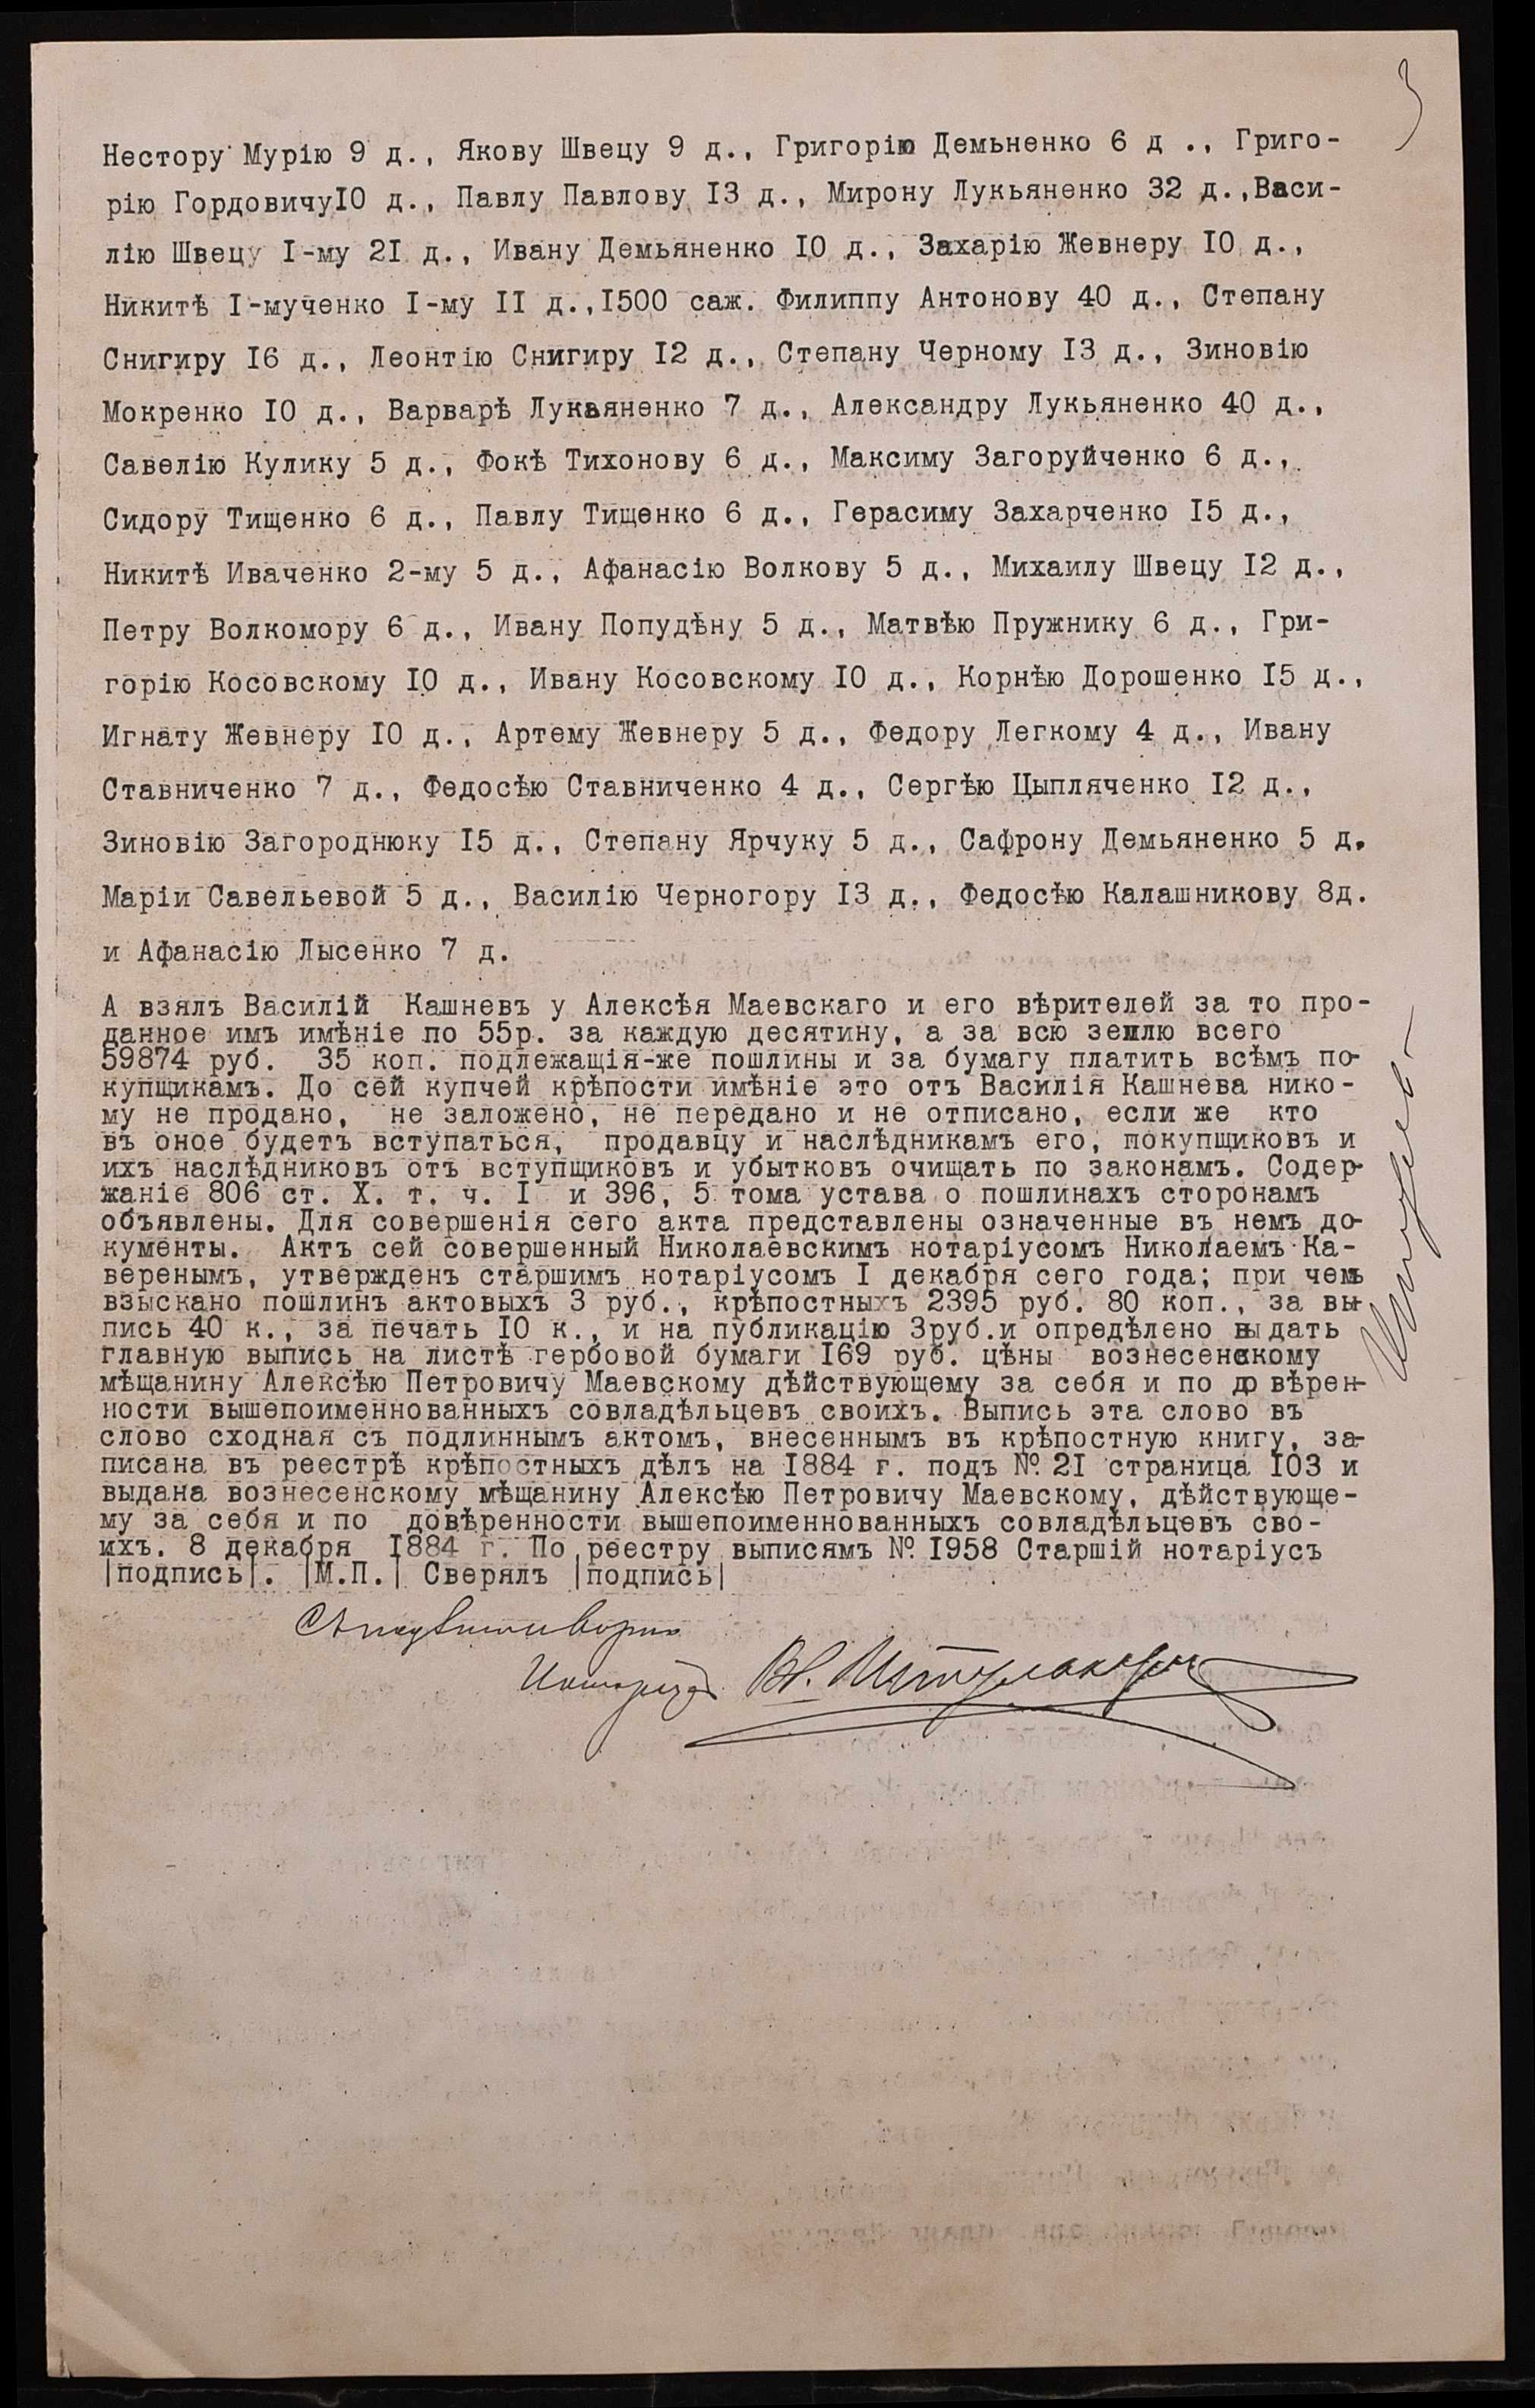 Нестору Мурію 9 д., Якову Швецу 9 д., Григорію Демьненко 6 д ., Григо-
рію Гордовичу10 д., Павлу Павлову 13 д., Мирону Лукьяненко 32 д.,Васи-
лію Швецу I-му 2I д., Ивану Демьяненко IO д., Захарію Жевнеру IO д.,
Никитѣ I-мученко I-му II д.,I500 саж. Филиппу Антонову 40 д., Степану
Снигиру I6 д., Леонтію Снигиру I2 д., Степану Черному I3 д., Зиновію
Мокренко IO д., Варварѣ Лукьяненко 7 д., Александру Лукьяненко 40 д.,
Савелію Кулику 5 д., Фокѣ Тихонову 6 д., Максиму Загоруйченко 6 д.,
Сидору Тищенко 6 д., Павлу Тищенко 6 д., Герасиму Захарченко I5 д.,
Никитѣ Иваченко 2-му 5 д., Афанасію Волкову 5 д., Михаилу Швецу I2 д.,
Петру Волкомору 6 д., Ивану Попудѣну 5 д., Матвѣю Пружнику 6 д., Гри-
горію Косовскому IO д., Ивану Косовскому IO д., Корнѣю Дорошенко I5 д.,
Игнату Жевнеру IO д., Артему Жевнеру 5 д., Федору Легкому 4 д., Ивану
Ставниченко 7 д., Федосѣю Ставниченко 4 д., Сергѣю Цыпляченко I2 д.,
Зиновію Загороднюку I5 д., Степану Ярчуку 5 д., Сафрону Демьяненко 5 д.
Маріи Савельевой 5 д., Василію Черногору I3 д., Федосѣю Калашникову 8д.
и Афанасію Лысенко 7 д.
А взялъ Василій Кашневъ у Алексѣя Маевскаго и его вѣрителей за то про-
данное имъ имѣніе по 55р. за каждую десятину, а за всю землю всего
59874 руб. 35 коп. подлежащія-же пошлины и за бумагу платить всѣмъ по-
купщикамъ. До сей купчей крѣпости имѣніе это отъ Василія Кашнева нико-
му не продано, не заложено, не передано и не отписано, если же кто
въ оное будетъ вступаться, продавцу и наслѣдникамъ его, покупщиковъ и
ихъ наслѣдниковъ отъ вступщиковъ и убытковъ очищать по законамъ. Содер-
жаніе 806 ст. X. т. ч. I и 396, 5 тома устава о пошлинахъ сторонамъ
объявлены. Для совершенія сего акта представлены означенные въ немъ до-
кументы. Актъ сей совершенный Николаевскимъ нотаріусомъ Николаемъ Ка-
веренымъ, утвержденъ старшимъ нотаріусомъ I декабря сего года; при чемъ
взыскано пошлинъ актовыхъ 3 руб., крѣпостныхъ 2395 руб. 80 коп., за вы-
пись 40 к., за печать IO к., и на публикацію 3руб.и опредѣлено выдать
главную выпись на листѣ гербовой бумаги I69 руб. цѣны вознесенскому
мѣщанину Алексѣю Петровичу Маевскому дѣйствующему за себя и по до вѣрен-
ности вышепоименнованныхъ совладѣльцевъ своихъ. Выпись эта слово въ
слово сходная съ подлиннымъ актомъ, внесеннымъ въ крѣпостную книгу, за-
писана въ реестрѣ крѣпостныхъ дѣлъ на I884 г. подъ № 2I страница I03 и
выдана вознесенскому мѣщанину Алексѣю Петровичу Маевскому, дѣйствующе-
му за себя и по довѣренности вышепоименнованныхъ совладѣльцевъ сво-
ихъ. 8 декабря I884 г. По реестру выписямъ № I958 Старшій нотаріусъ
|подпись|. |М.П.| Сверялъ |подпись|